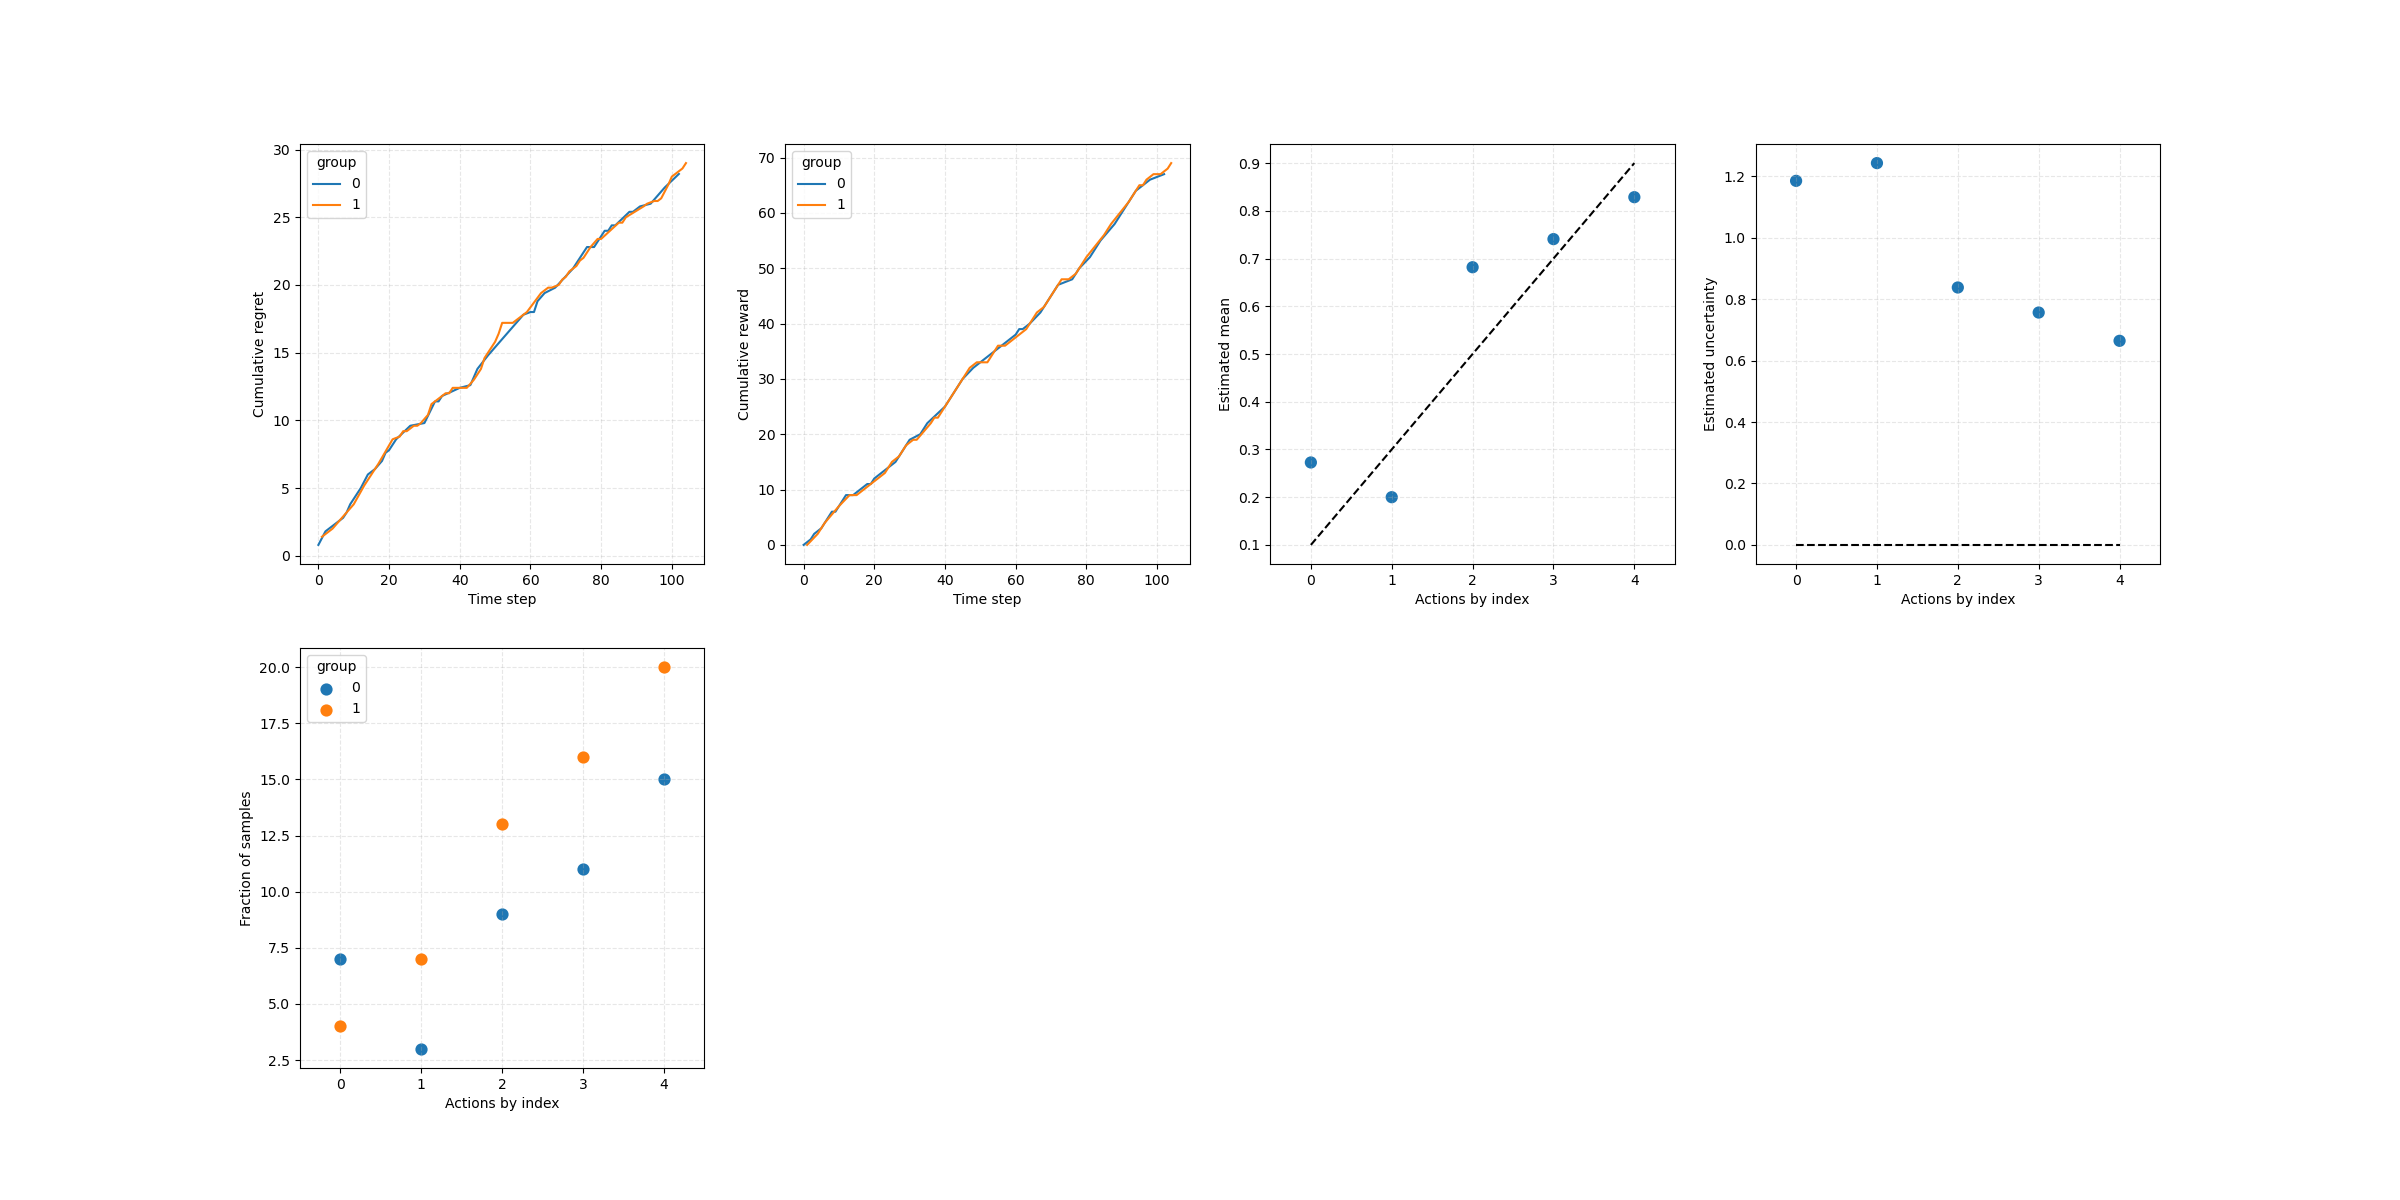 group
0
1
30
25
20
15
10
5
0
Cumulative regret
0 20 40 60 80 100
Time step
group
0
1
70
60
50
40
30
20
10
0
Cumulative reward
0 20 40 60 80 100
Time step
0.9
0.8
0.7
0.6
0.5
0.4
0.3
0.2
0.1
Estimated mean
0 1 2 3 4
Actions by index
1.2
1.0
0.8
0.6
0.4
0.2
0.0
Estimated uncertainty
0 1 2 3 4
Actions by index
group
0
1
20.0
17.5
15.0
12.5
10.0
7.5
5.0
2.5
Fraction of samples
0 1 2 3 4
Actions by index